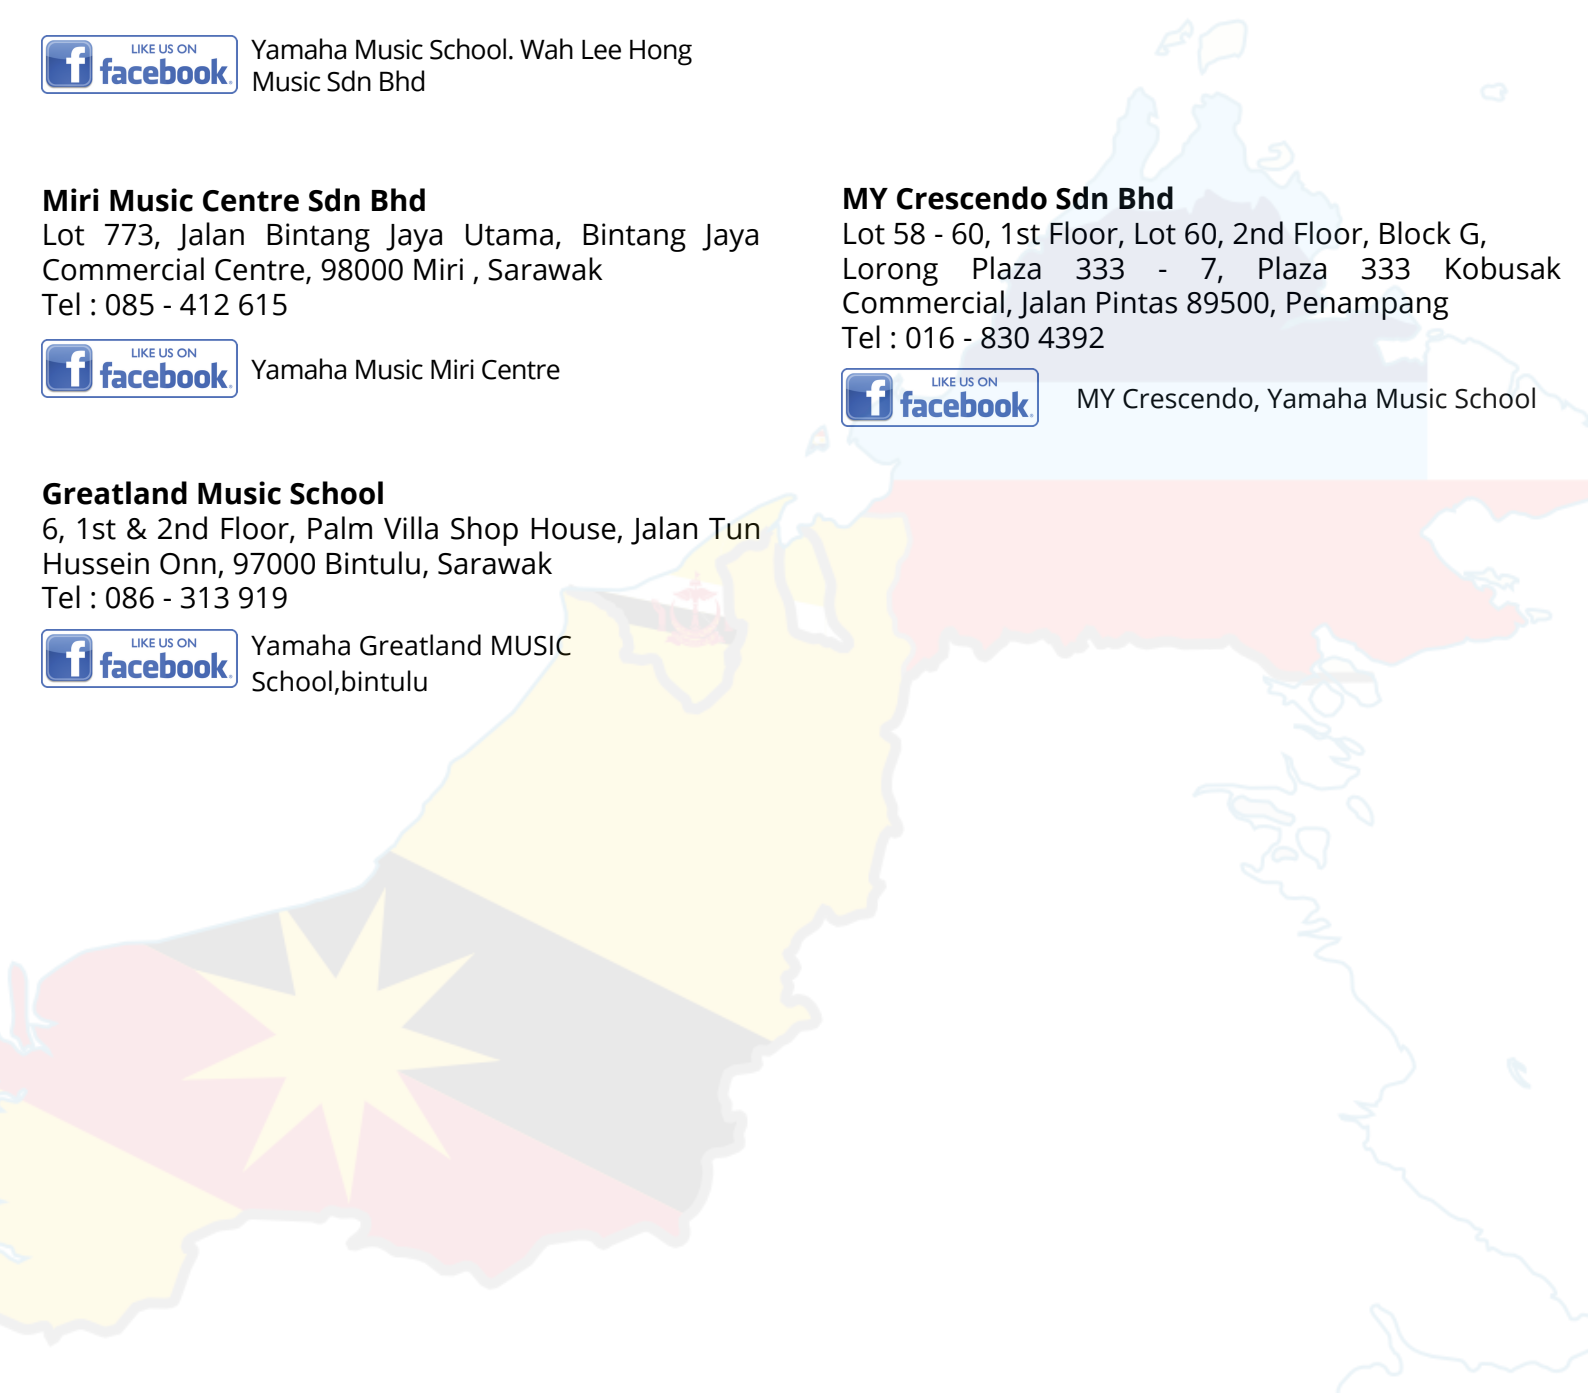 LIKE US ON
facebook.
Yamaha Music School. Wah Lee Hong
Music Sdn Bhd
Miri Music Centre Sdn Bhd
Lot 773, Jalan Bintang Jaya Utama, Bintang Jaya
Commercial Centre, 98000 Miri , Sarawak
Tel : 085 - 412 615
LIKE US ON
facebook.
Yamaha Music Miri Centre
Greatland Music School
6, 1st & 2nd Floor, Palm Villa Shop House, Jalan Tun
Hussein Onn, 97000 Bintulu, Sarawak
Tel : 086 - 313 919
LIKE US ON
facebook.
Yamaha Greatland MUSIC
School,bintulu
MY Crescendo Sdn Bhd
Lot 58 - 60, 1st Floor, Lot 60, 2nd Floor, Block G,
Lorong Plaza 333 - 7, Plaza 333 Kobusak
Commercial, Jalan Pintas 89500, Penampang
Tel : 016 - 830 4392
LIKE US ON
facebook.
MY Crescendo, Yamaha Music School